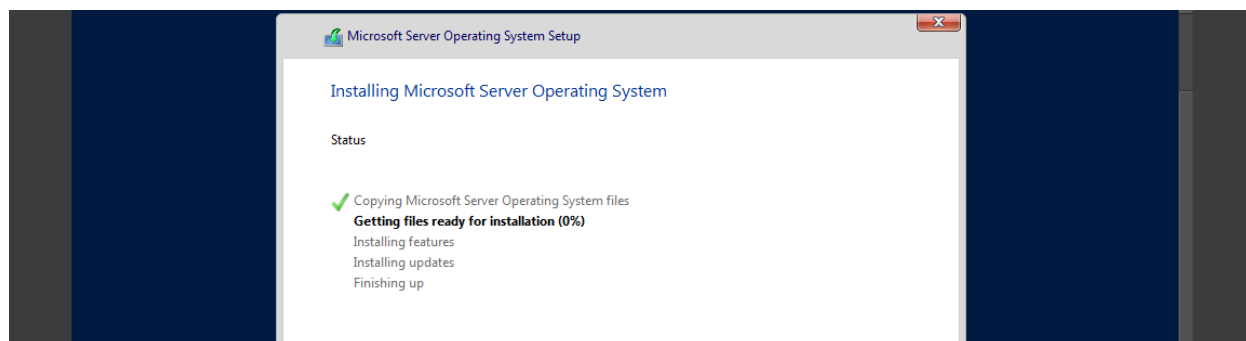 Microsoft Server Operating System Setup
Installing Microsoft Server Operating System
Status
Copying Microsoft Server Operating System files
Getting files ready for installation (0%)
Installing features
Installing updates
Finishing up